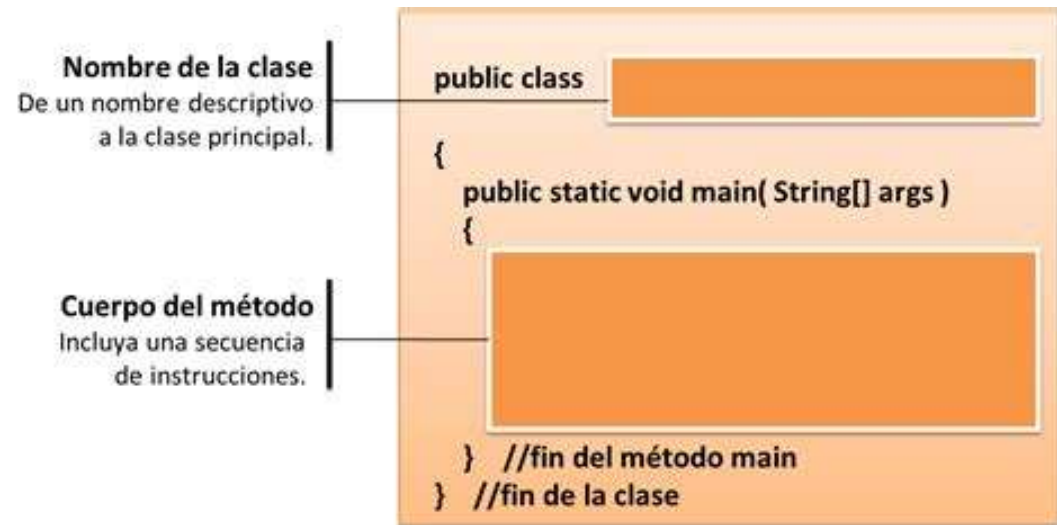 Nombre de la clase
De un nombre descriptivo
a la clase principal.
public class
{
public static void main( String[] args )
{
Cuerpo del método
Incluya una secuencia
de instrucciones.
} //fin del método main
} //fin de la clase